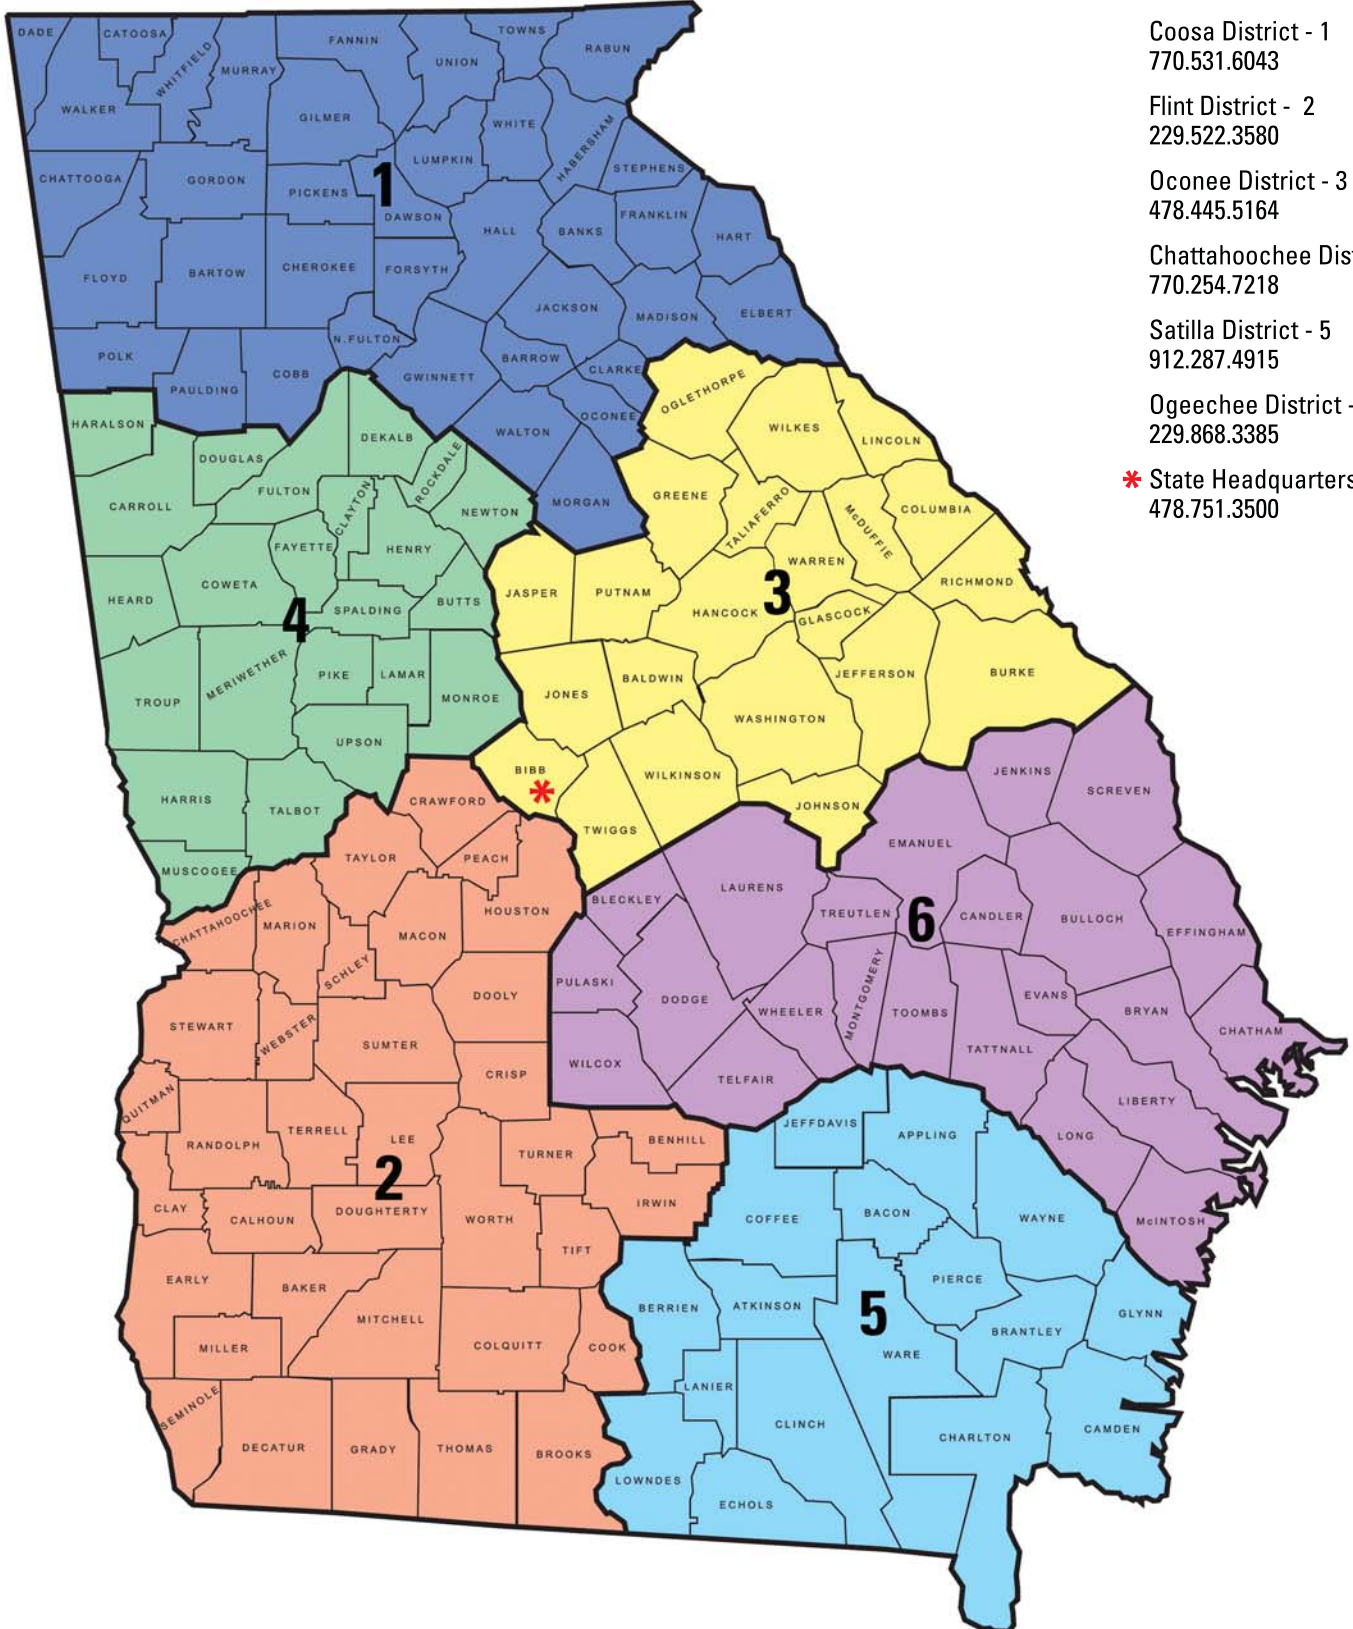 Coosa District - 1
770.531.6043
Flint District -  2
229.522.3580
Oconee District - 3
478.445.5164
Chattahoochee Dist
770.254.7218
Satilla District - 5
912.287.4915
Ogeechee District -
229.868.3385
* State Headquarters
478.751.3500
DADE
CATOOSA
WHITFIELD
MURRAY
FANNIN
UNION
TOWNS
RABUN
WALKER
GILMER
WHITE
HABERSHAM
LUMPKIN
STEPHENS
CHATTOOGA
GORDON
PICKENS
1
DAWSON
HALL
BANKS
FRANKLIN
HART
FLOYD
BARTOW
CHEROKEE
FORSYTH
JACKSON
MADISON
ELBERT
POLK
PAULDING
COBB
N.FULTON
GWINNETT
BARROW
CLARKE
OCONEE
WALTON
MORGAN
HARALSON
DOUGLAS
DEKALB
ROCKDALE
CARROLL
FULTON
CLAYTON
NEWTON
FAYETTE
HENRY
HEARD
COWETA
4
SPALDING
BUTTS
TROUP
MERIWETHER
PIKE
LAMAR
MONROE
UPSON
HARRIS
TALBOT
MUSCOGEE
OGLETHORPE
WILKES
LINCOLN
GREENE
TALIAFERRO
McDUFFIE
COLUMBIA
WARREN
RICHMOND
JASPER
PUTNAM
HANCOCK
3
GLASCOCK
JONES
BALDWIN
JEFFERSON
BURKE
WASHINGTON
BIBB
*
WILKINSON
JOHNSON
TWIGGS
CRAWFORD
TAYLOR
PEACH
HOUSTON
CHATTAHOOCHEE
MARION
MACON
SCHLEY
DOOLY
STEWART
WEBSTER
SUMTER
CRISP
QUITMAN
RANDOLPH
TERRELL
LEE
2
TURNER
BENHILL
CLAY
CALHOUN
DOUGHTERTY
WORTH
IRWIN
TIFT
EARLY
BAKER
MITCHELL
MILLER
COLQUITT
COOK
SEMINOLE
DECATUR
GRADY
THOMAS
BROOKS
JENKINS
SCREVEN
EMANUEL
BLECKLEY
LAURENS
TREUTLEN
6
CANDLER
BULLOCH
EFFINGHAM
PULASKI
DODGE
WHEELER
MONTGOMERY
TOOMBS
EVANS
BRYAN
CHATHAM
TATTNALL
WILCOX
TELFAIR
LIBERTY
LONG
McINTOSH
JEFFDAVIS
APPLING
COFFEE
BACON
WAYNE
PIERCE
BERRIEN
ATKINSON
5
WARE
BRANTLEY
GLYNN
LANIER
CLINCH
CHARLTON
CAMDEN
LOWNDES
ECHOLS